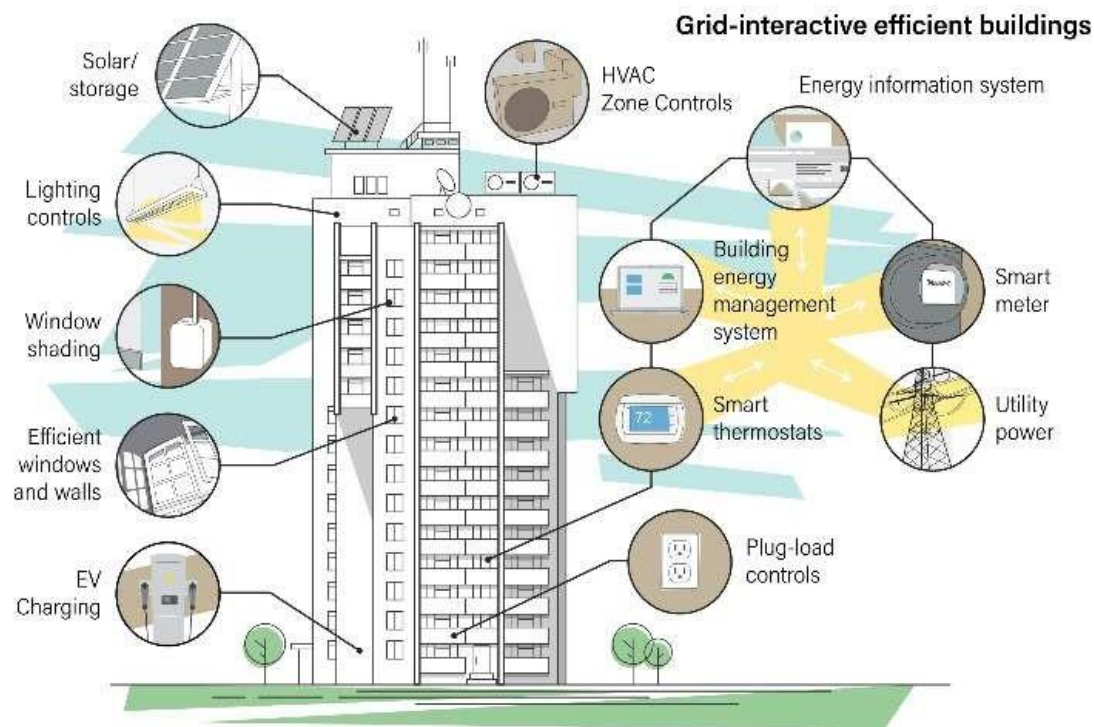 Grid-interactive efficient buildings
Solar/
storage
HVAC
Zone Controls
Energy information system
Lighting
controls
Building
energy
management
system
Smart
meter
Window
shading
72
Smart
thermostats
Utility
power
Efficient
windows
and walls
Plug-load
controls
EV
Charging